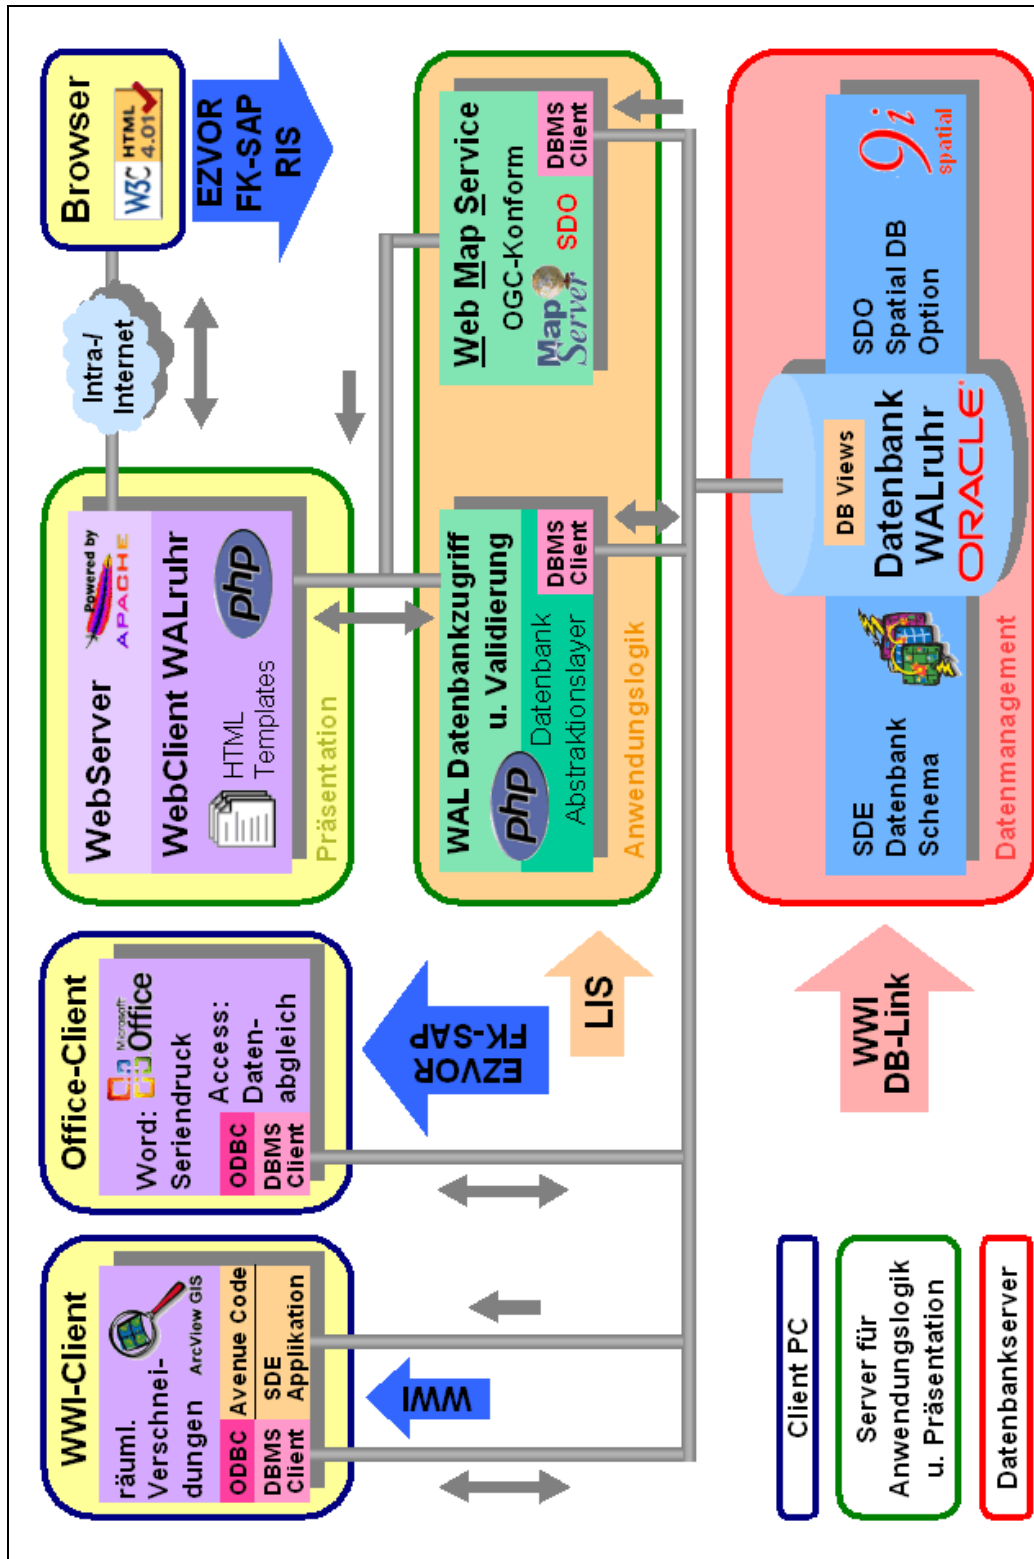 WWI-Client
räuml.
Verschnei-
dungen
ArcView GIS
ODBC
Avenue Code
DBMS
Client
SDE
Applikation
Office-Client
Word:
Seriendruck
Microsoft
Office
Access:
Daten-
abgleich
ODBC
DBMS
Client
WebServer
Powered by
APACHE
WebClient WALruhr
HTML
Templates
php
Präsentation
Intra-/
Internet
Browser
W3C HTML
4.01
WWI
EZVOR
FK-SAP
EZVOR
FK-SAP
RIS
LIS
WAL Datenbankzugriff
u. Validierung
php
Datenbank
Abstraktionslayer
DBMS
Client
Web Map Service
OGC-Konform
Map
Server
SDO
DBMS
Client
Anwendungslogik
WWI
DB-Link
SDE
Datenbank
Schema
DB Views
Datenbank
WALruhr
ORACLE
SDO
Spatial DB
Option
9i
spatial
Datenmanagement
Client PC
Server für
Anwendungslogik
u. Präsentation
Datenbankserver